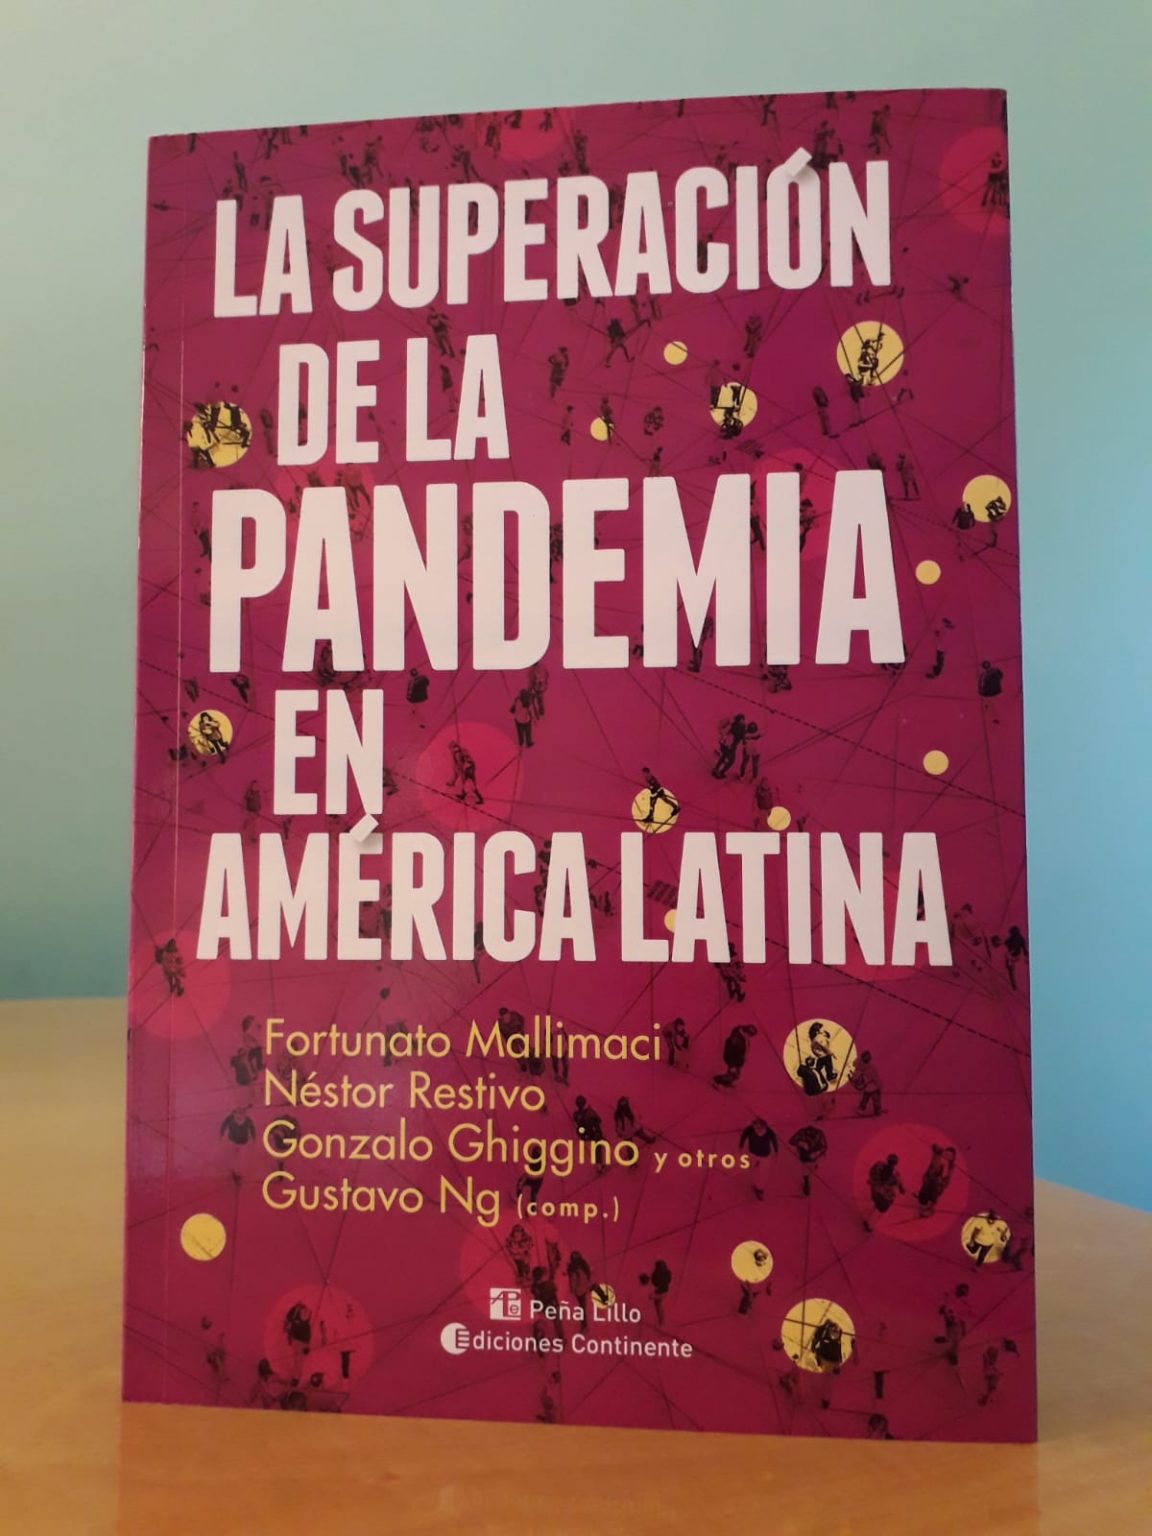 LA SUPERACIÓN
DE LA
PANDEMIA
EN
AMÉRICA LATINA
Fortunato Mallimaci
Néstor Restivo
Gonzalo Ghiggino y otros
Gustavo Ng (comp.)
APe Peña Lillo
Ediciones Continente